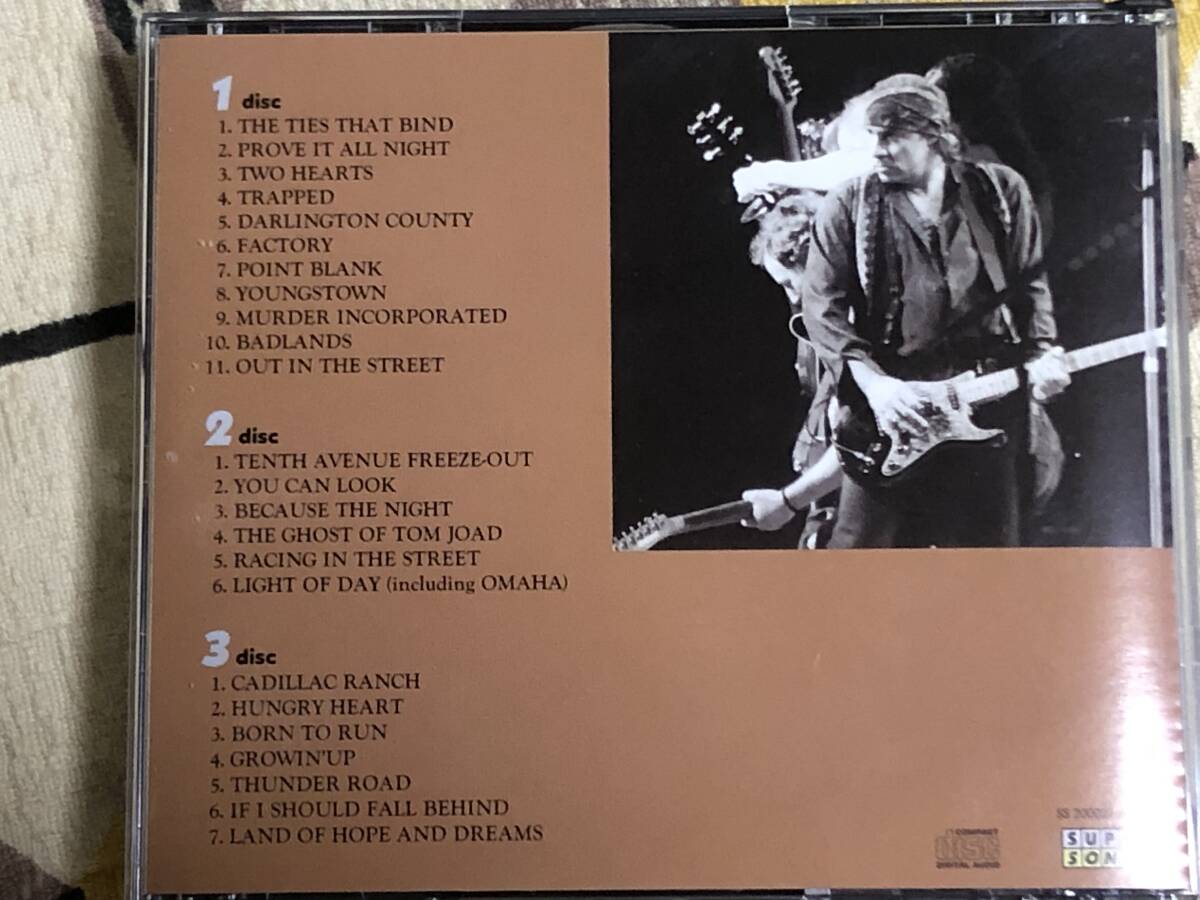 1 disc
1. THE TIES THAT BIND
2. PROVE IT ALL NIGHT
3. TWO HEARTS
4. TRAPPED
5. DARLINGTON COUNTY
6. FACTORY
7. POINT BLANK
8. YOUNGSTOWN
9. MURDER INCORPORATED
10. BADLANDS
11. OUT IN THE STREET
2 disc
1. TENTH AVENUE FREEZE-OUT
2. YOU CAN LOOK
3. BECAUSE THE NIGHT
4. THE GHOST OF TOM JOAD
5. RACING IN THE STREET
6. LIGHT OF DAY (including OMAHA)
3 disc
1. CADILLAC RANCH
2. HUNGRY HEART
3. BORN TO RUN
4. GROWIN'UP
5. THUNDER ROAD
6. IF I SHOULD FALL BEHIND
7. LAND OF HOPE AND DREAMS
COMPACT
DISC
DIGITAL AUDIO
SS
SUP
SON